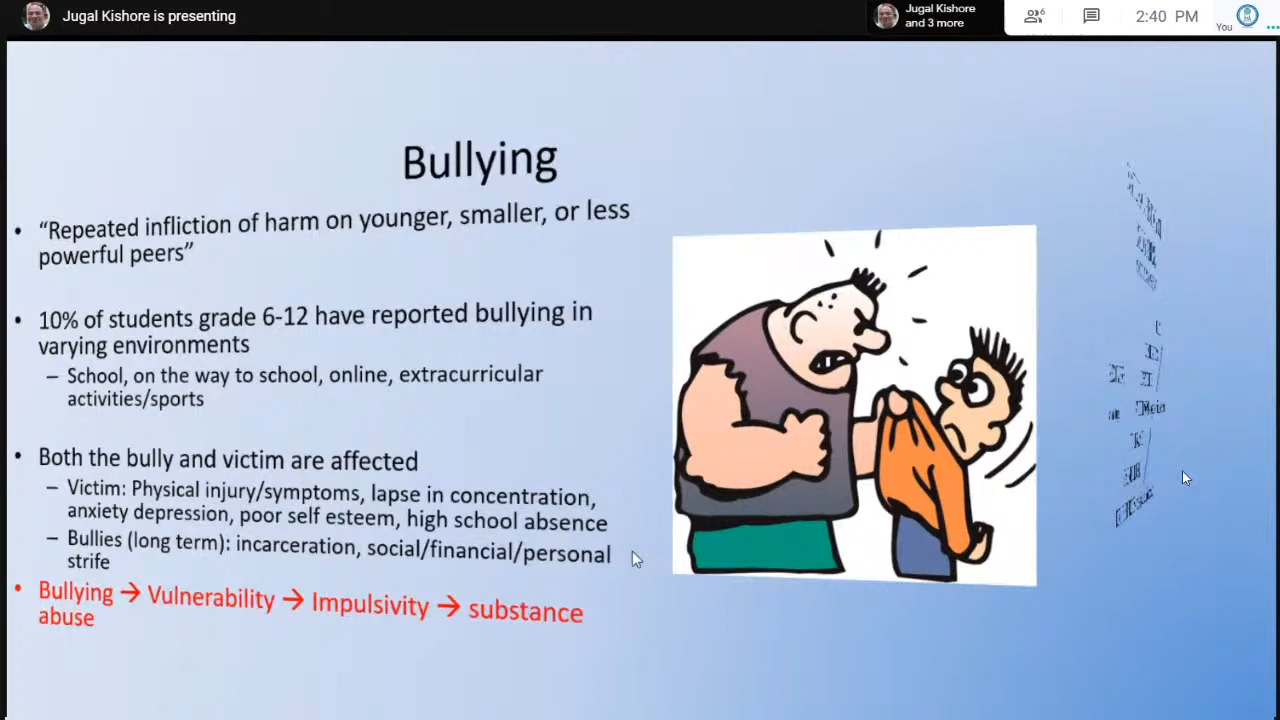 Jugal Kishore is presenting
Jugal Kishore
and 3 more
6
2:40 PM
You
Bullying
• “Repeated infliction of harm on younger, smaller, or less
powerful peers”
• 10% of students grade 6-12 have reported bullying in
varying environments
– School, on the way to school, online, extracurricular
activities/sports
• Both the bully and victim are affected
– Victim: Physical injury/symptoms, lapse in concentration,
anxiety depression, poor self esteem, high school absence
– Bullies (long term): incarceration, social/financial/personal
strife
• Bullying → Vulnerability → Impulsivity → substance
abuse